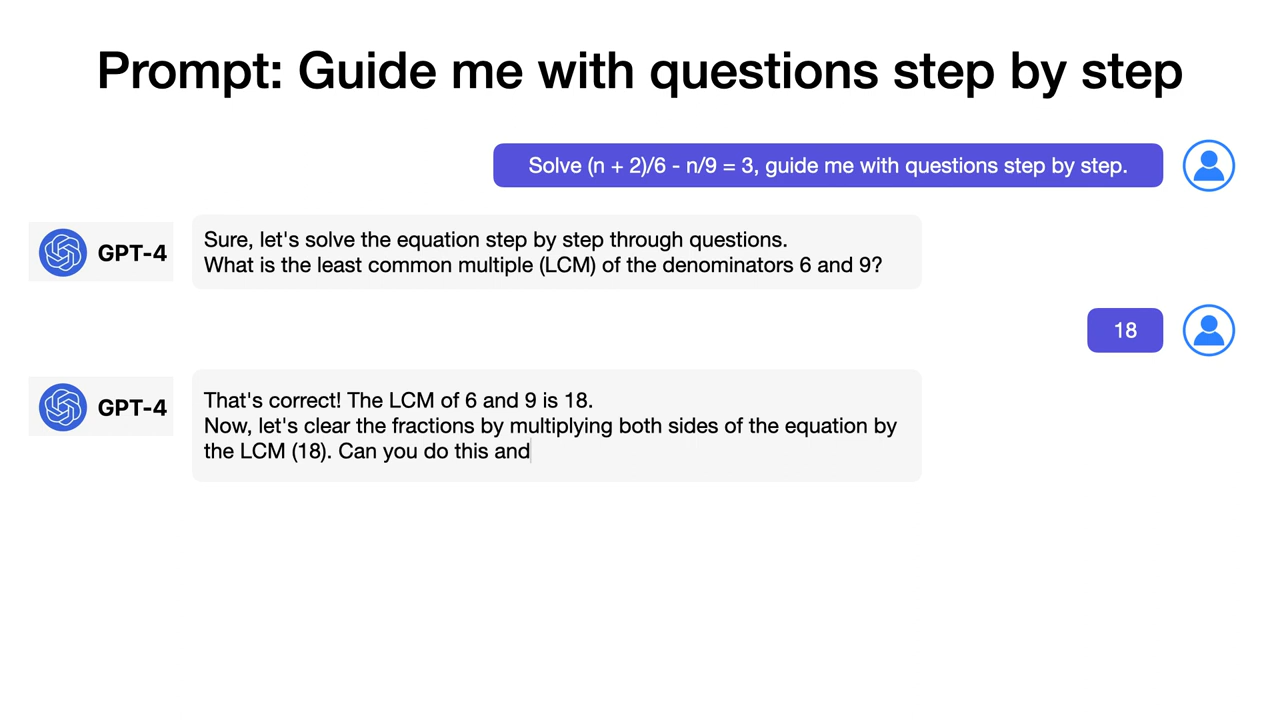 Prompt: Guide me with questions step by step
Solve (n + 2)/6 - n/9 = 3, guide me with questions step by step.
GPT-4
Sure, let's solve the equation step by step through questions.
What is the least common multiple (LCM) of the denominators 6 and 9?
18
GPT-4
That's correct! The LCM of 6 and 9 is 18.
Now, let's clear the fractions by multiplying both sides of the equation by
the LCM (18). Can you do this and